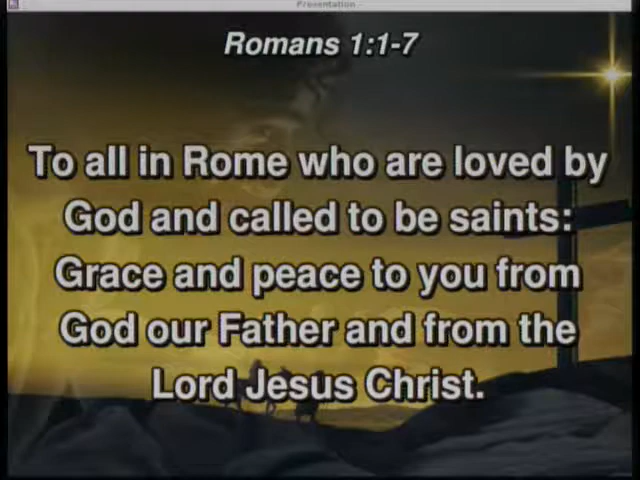 Presentation
Romans 1:1-7
To all in Rome who are loved by
God and called to be saints:
Grace and peace to you from
God our Father and from the
Lord Jesus Christ.